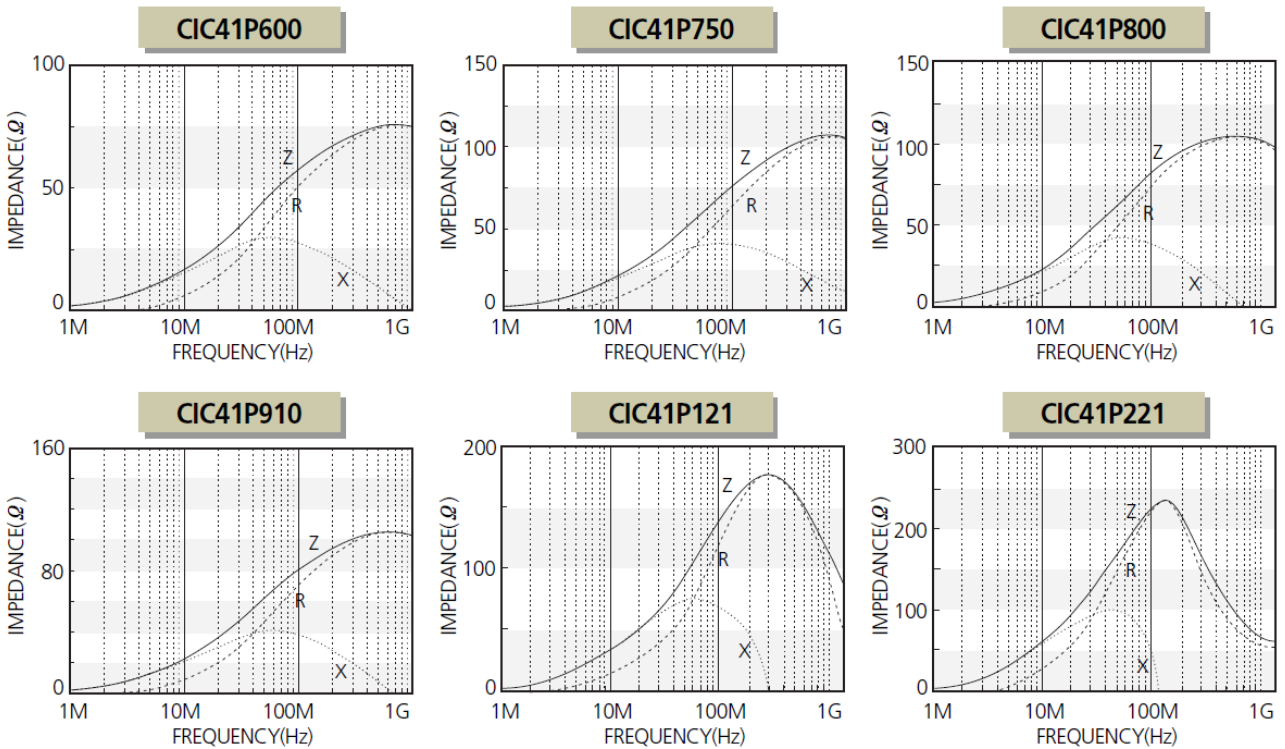 CIC41P600
100
50
0
IMPEDANCE(Ω)
Z
R
X
1M 10M 100M 1G
FREQUENCY(Hz)
CIC41P750
150
100
50
0
IMPEDANCE(Ω)
Z
R
X
1M 10M 100M 1G
FREQUENCY(Hz)
CIC41P800
150
100
50
0
IMPEDANCE(Ω)
Z
R
X
1M 10M 100M 1G
FREQUENCY(Hz)
CIC41P910
160
80
0
IMPEDANCE(Ω)
Z
R
X
1M 10M 100M 1G
FREQUENCY(Hz)
CIC41P121
200
100
0
IMPEDANCE(Ω)
Z
R
X
1M 10M 100M 1G
FREQUENCY(Hz)
CIC41P221
300
200
100
0
IMPEDANCE(Ω)
Z
R
X
1M 10M 100M 1G
FREQUENCY(Hz)